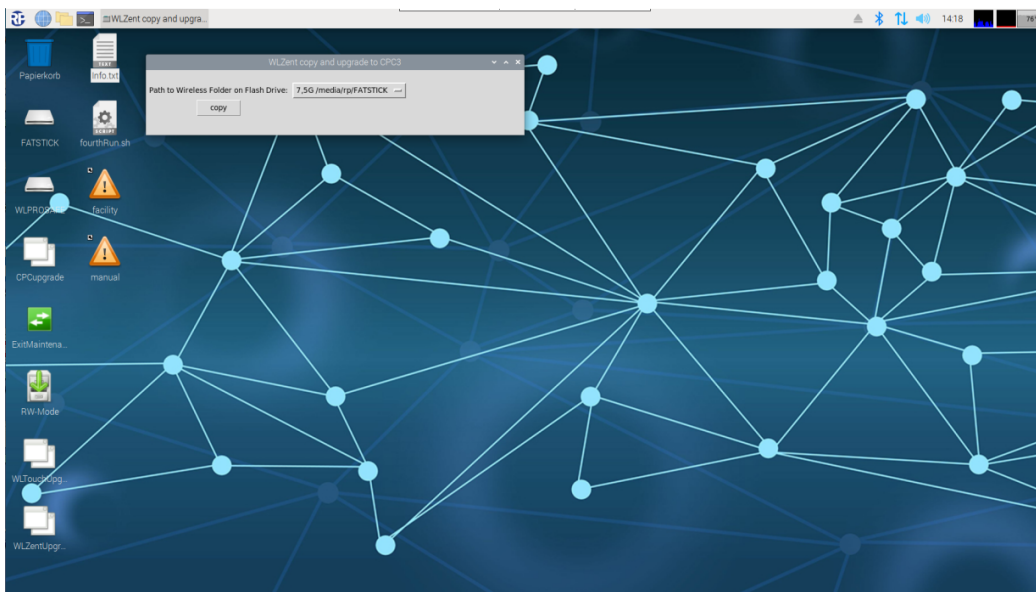 WLZent copy and upgra...
14:18
76°
Papierkorb
Info.txt
WLZent copy and upgrade to CPC3
Path to Wireless Folder on Flash Drive:
7,5G /media/rp/FATSTICK
copy
FATSTICK
fourthRun.sh
facility
CPCupgrade
manual
ExitMaintena...
RW-Mode
WLZentUpgr...